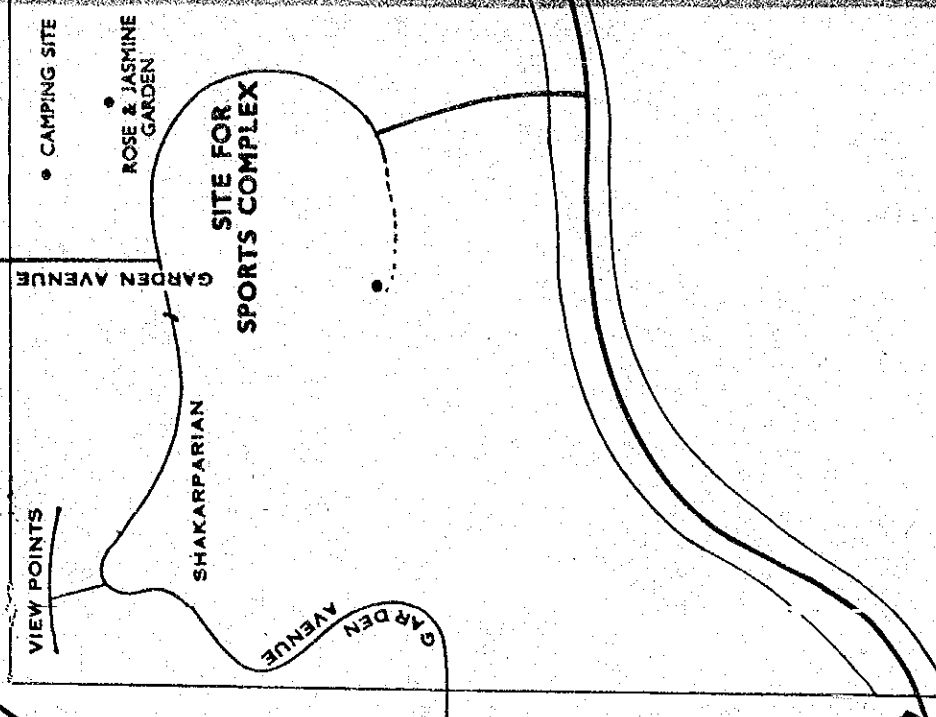 CAMPING SITE
ROSE & JASMINE
GARDEN
SITE FOR
SPORTS COMPLEX
GARDEN AVENUE
SHAKARPARIAN
VIEW POINTS
GARDEN
AVENUE